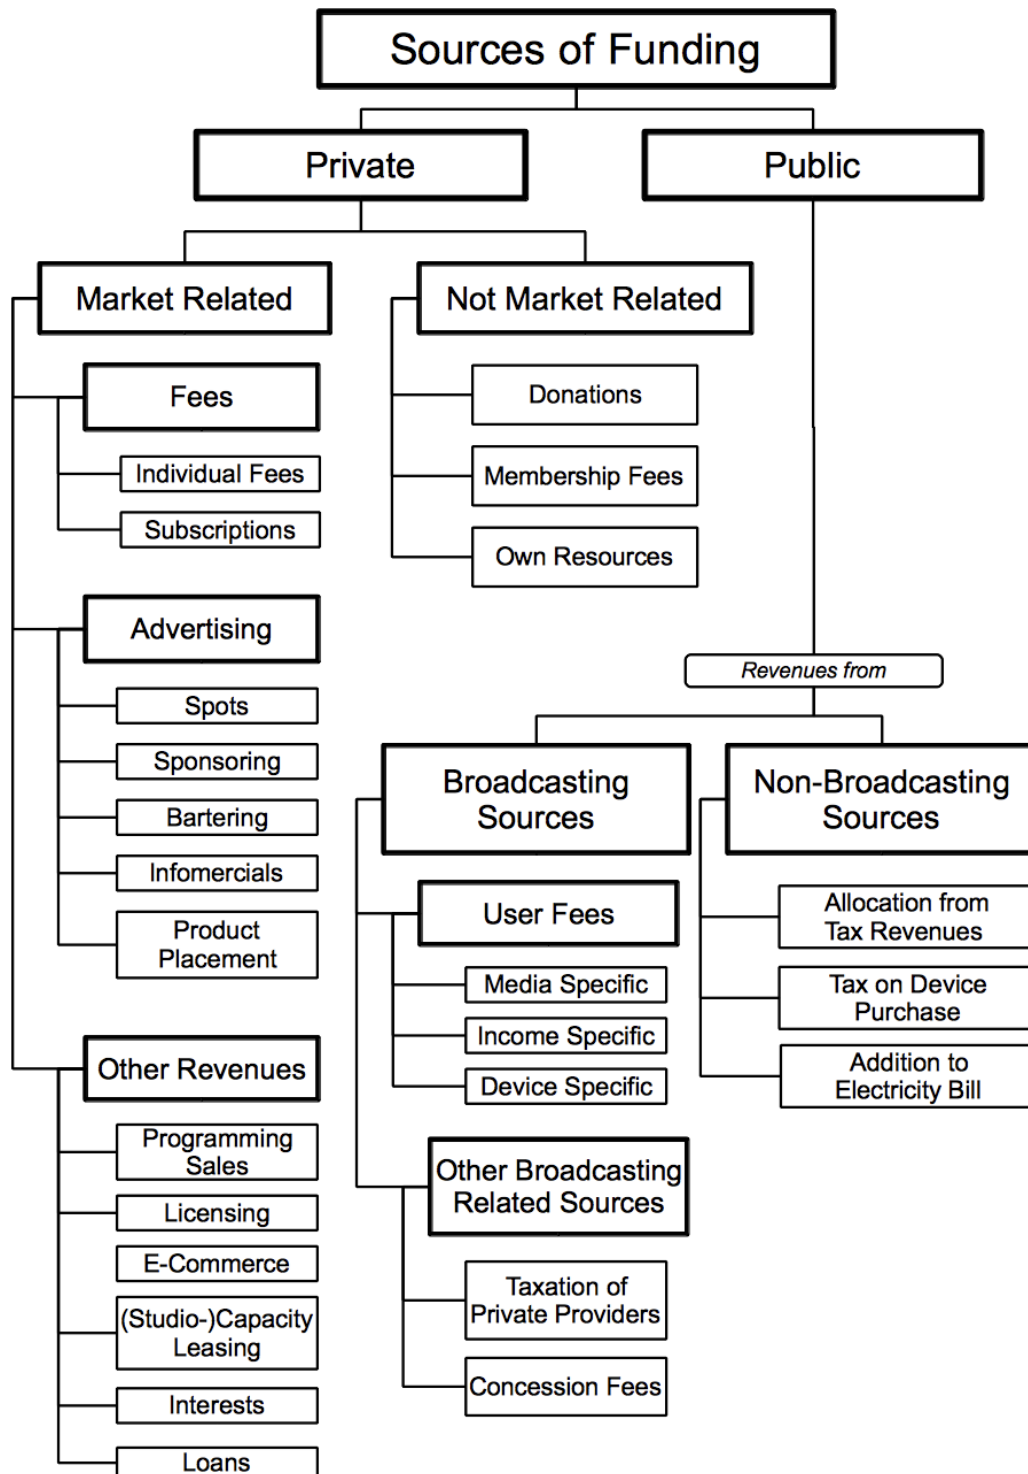 Sources of Funding
Private
Public
Market Related
Not Market Related
Fees
Individual Fees
Subscriptions
Donations
Membership Fees
Own Resources
Advertising
Spots
Sponsoring
Bartering
Infomercials
Product
Placement
Other Revenues
Programming
Sales
Licensing
E-Commerce
(Studio-)Capacity
Leasing
Interests
Loans
Revenues from
Broadcasting
Sources
User Fees
Media Specific
Income Specific
Device Specific
Other Broadcasting
Related Sources
Taxation of
Private Providers
Concession Fees
Non-Broadcasting
Sources
Allocation from
Tax Revenues
Tax on Device
Purchase
Addition to
Electricity Bill